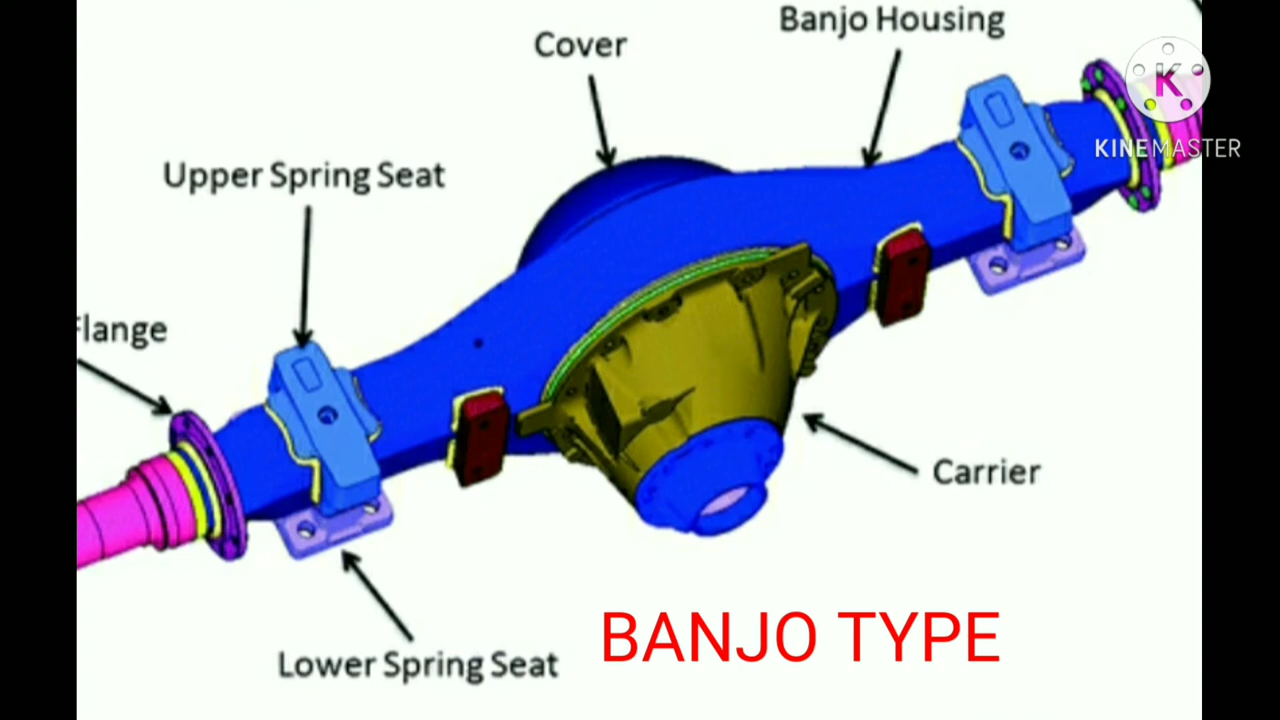 Banjo Housing
Cover
KINEMASTER
Upper Spring Seat
Flange
Carrier
BANJO TYPE
Lower Spring Seat